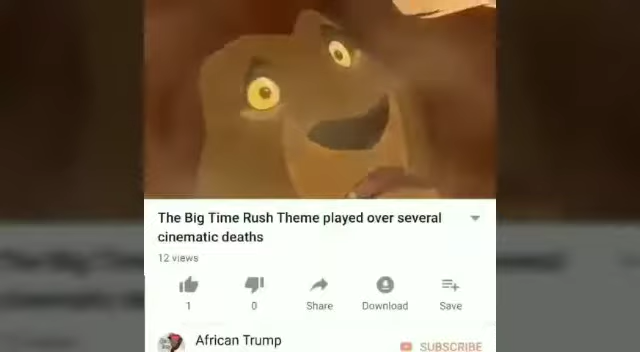 The Big Time Rush Theme played over several
cinematic deaths
12 views
1
0
Share
Download
Save
African Trump
SUBSCRIBE